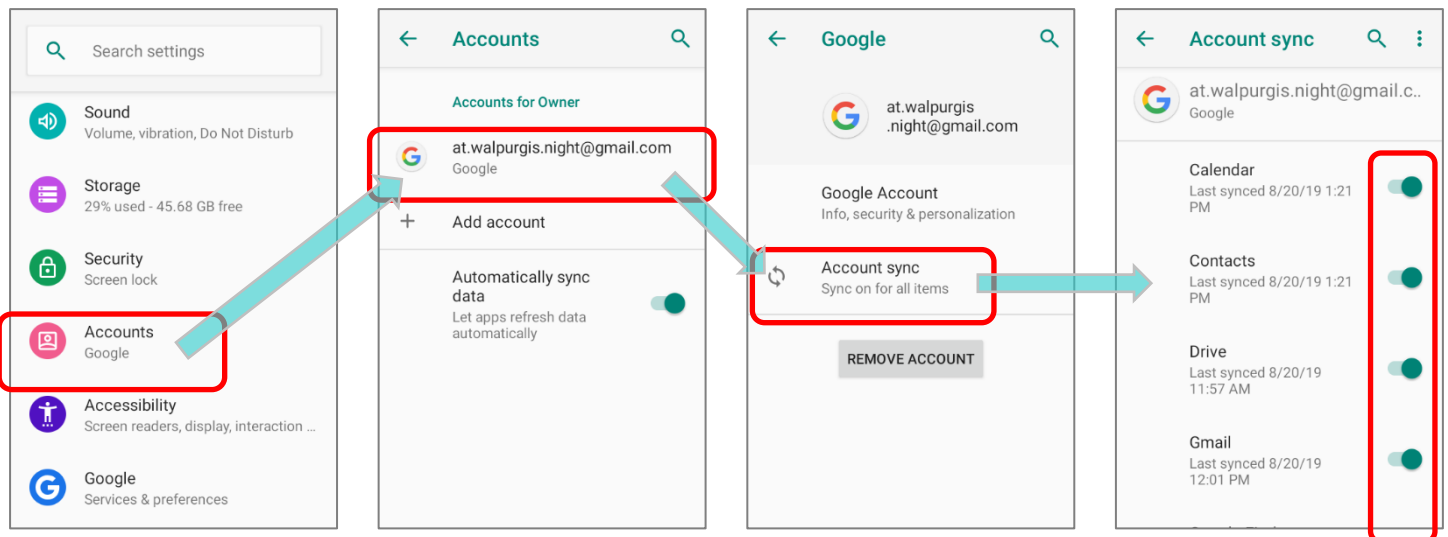 Search settings
Sound
Volume, vibration, Do Not Disturb
Storage
29% used - 45.68 GB free
Security
Screen lock
Accounts
Google
Accessibility
Screen readers, display, interaction ...
Google
Services & preferences
Accounts
Accounts for Owner
at.walpurgis.night@gmail.com
Google
Add account
Automatically sync
data
Let apps refresh data
automatically
Google
at.walpurgis
.night@gmail.com
Google Account
Info, security & personalization
Account sync
Sync on for all items
REMOVE ACCOUNT
Account sync
at.walpurgis.night@gmail.c..
Google
Calendar
Last synced 8/20/19 1:21
PM
Contacts
Last synced 8/20/19 1:21
PM
Drive
Last synced 8/20/19
11:57 AM
Gmail
Last synced 8/20/19
12:01 PM